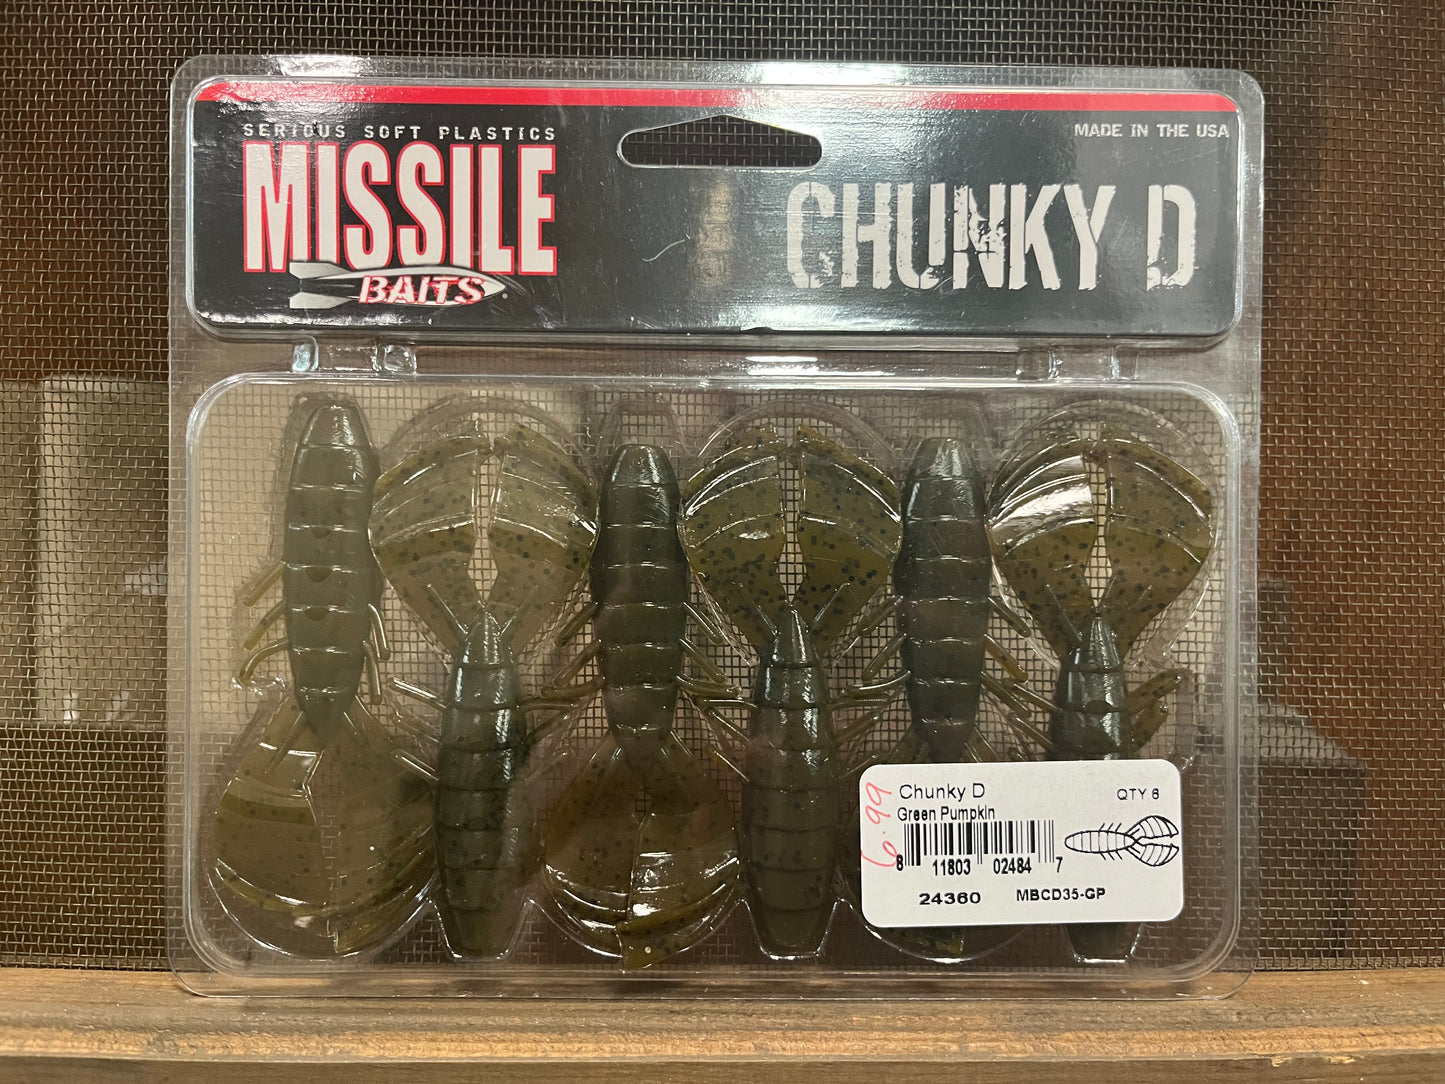 SERIOUS SOFT PLASTICS
MISSILE
BAITS
MADE IN THE USA
CHUNKY D
6.99
Chunky D
QTY 6
Green Pumpkin
8 11803 02484 7
24360 MBCD35-GP